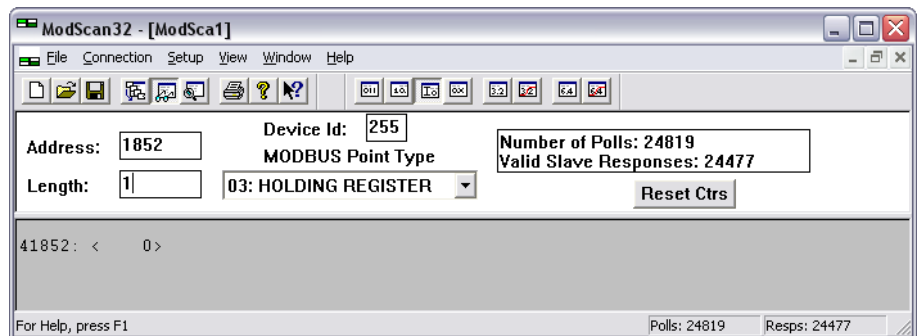 ModScan32 - [ModSca1]
File Connection Setup View Window Help
Address: 1852
Device Id: 255
MODBUS Point Type
Length: 1
03: HOLDING REGISTER
Number of Polls: 24819
Valid Slave Responses: 24477
Reset Ctrs
41852: < 0>
For Help, press F1
Polls: 24819
Resps: 24477